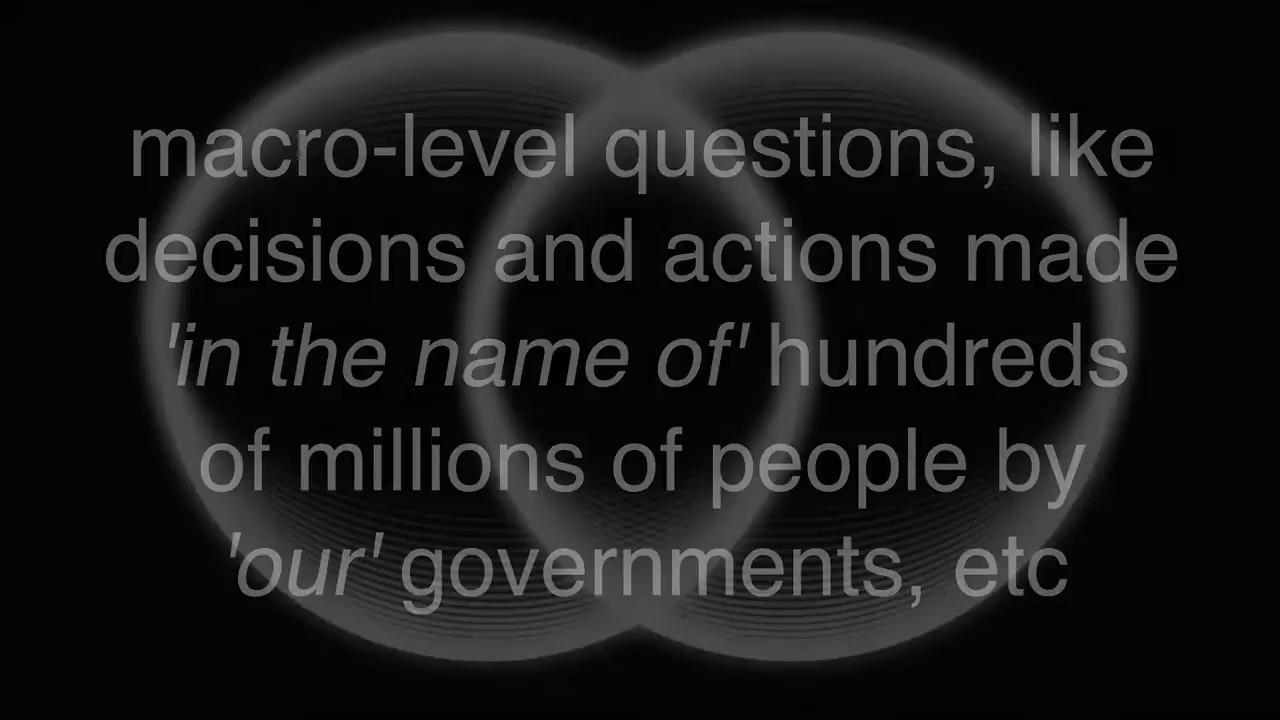 macro-level questions, like
decisions and actions made
'in the name of' hundreds
of millions of people by
'our' governments, etc